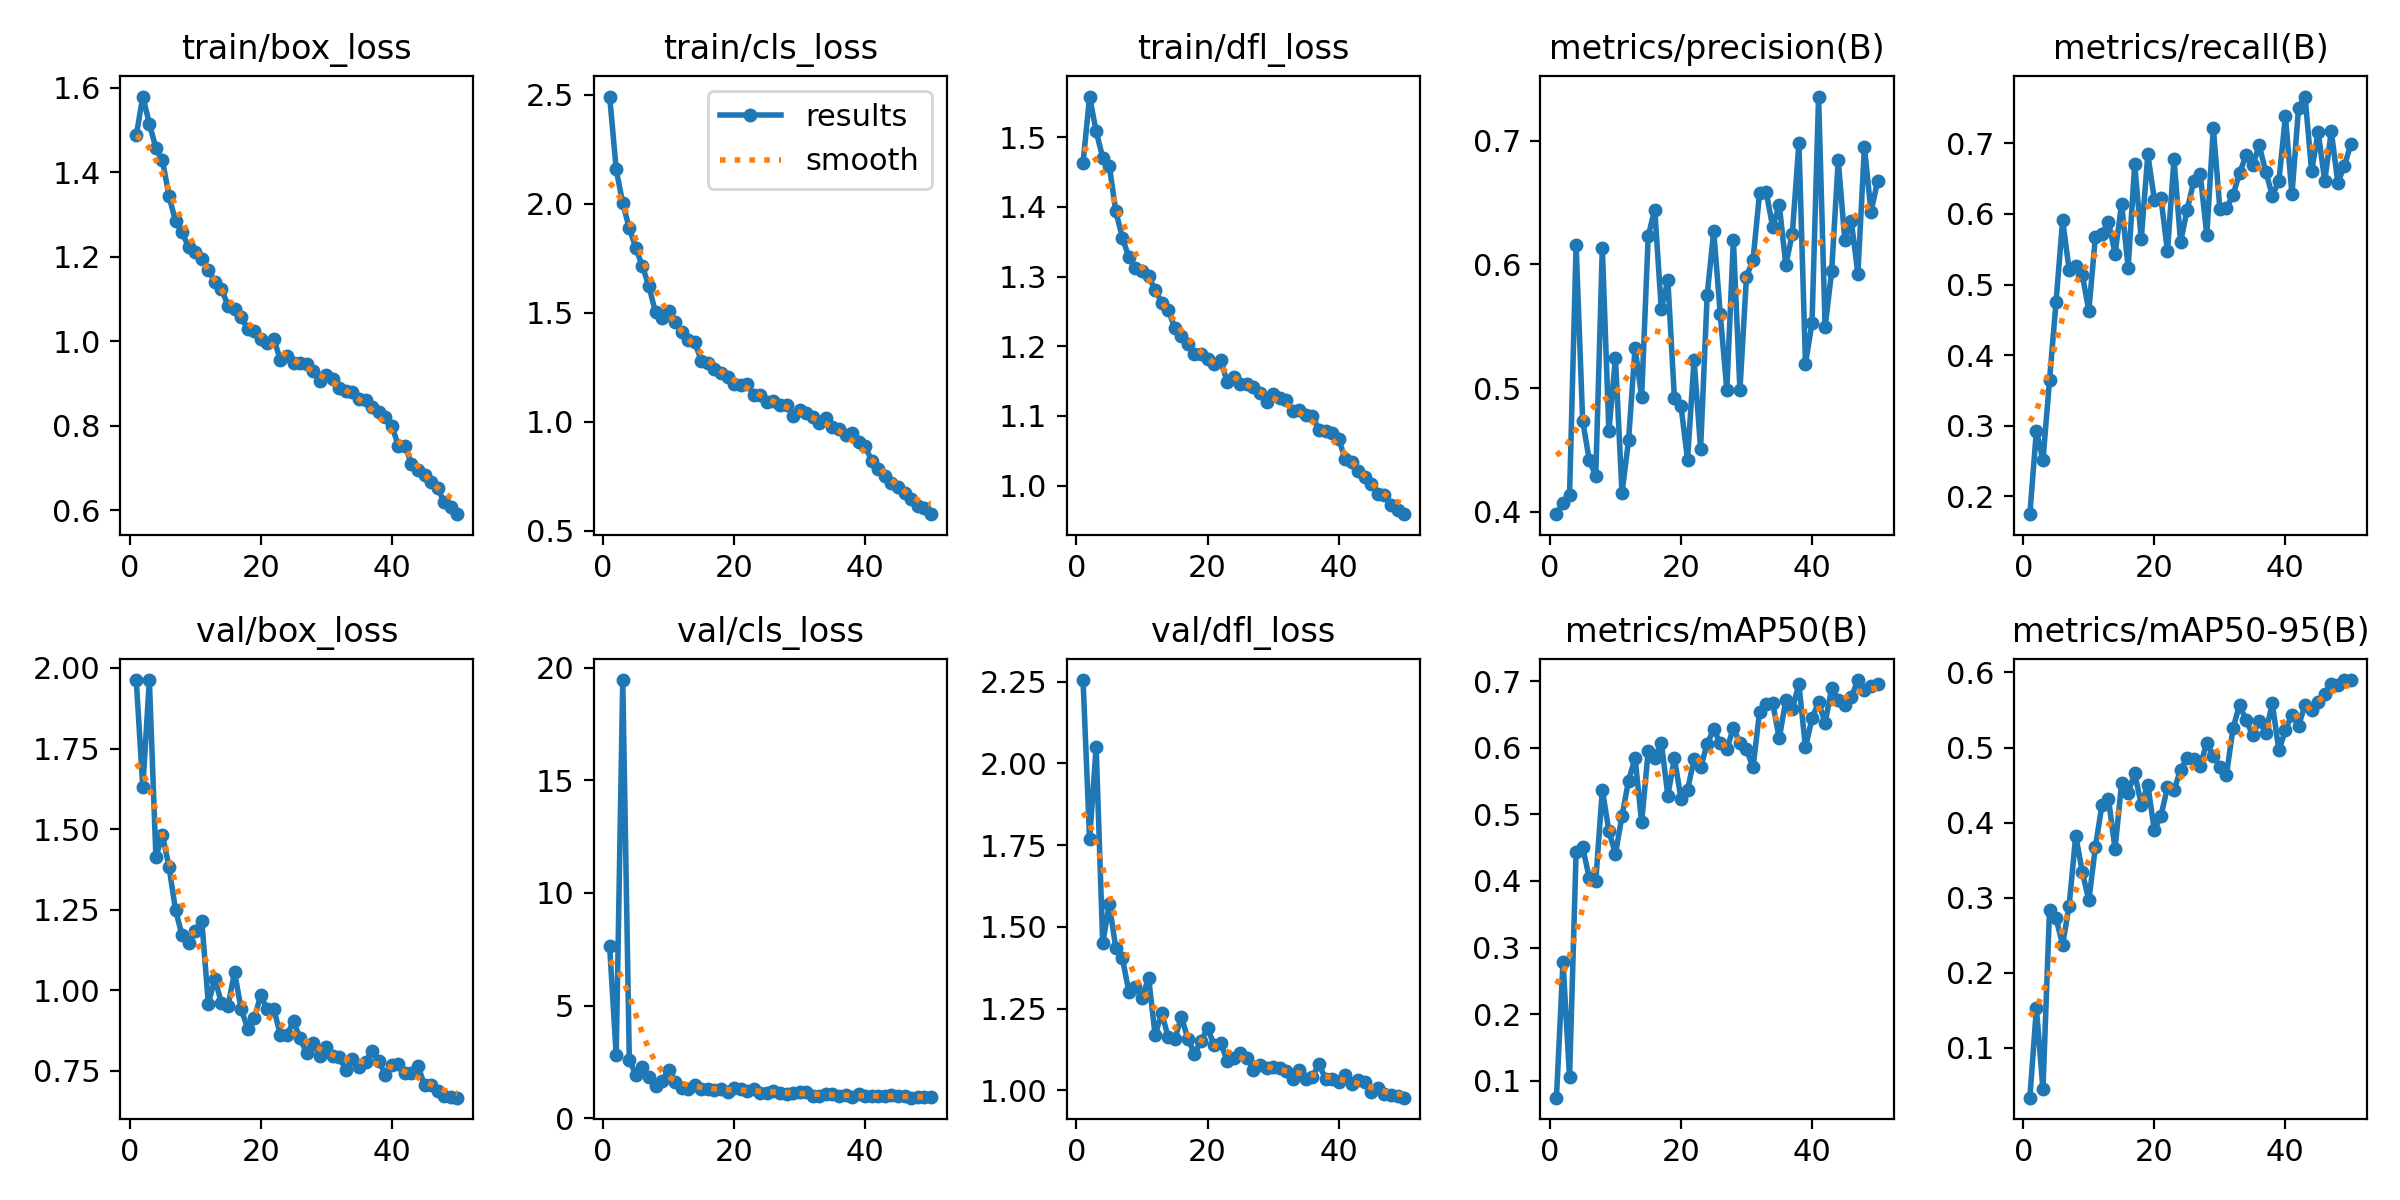 train/box_loss
1.6
1.4
1.2
1.0
0.8
0.6
0 20 40
train/cls_loss
results
smooth
2.5
2.0
1.5
1.0
0.5
0 20 40
train/dfl_loss
1.5
1.4
1.3
1.2
1.1
1.0
0 20 40
metrics/precision(B)
0.7
0.6
0.5
0.4
0 20 40
metrics/recall(B)
0.7
0.6
0.5
0.4
0.3
0.2
0 20 40
val/box_loss
2.00
1.75
1.50
1.25
1.00
0.75
0 20 40
val/cls_loss
20
15
10
5
0
0 20 40
val/dfl_loss
2.25
2.00
1.75
1.50
1.25
1.00
0 20 40
metrics/mAP50(B)
0.7
0.6
0.5
0.4
0.3
0.2
0.1
0 20 40
metrics/mAP50-95(B)
0.6
0.5
0.4
0.3
0.2
0.1
0 20 40